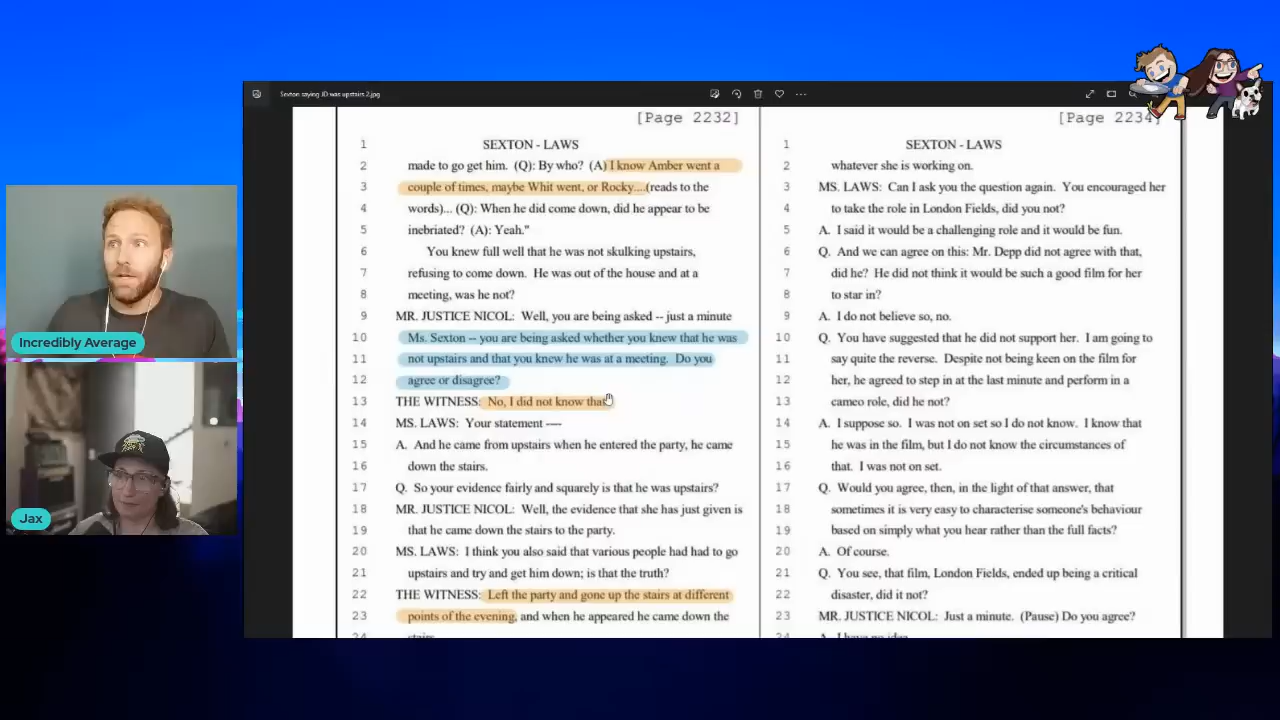 Sexton saying JD was upstairs 2.jpg
[Page 2232]
1 SEXTON - LAWS
2 made to go get him. (Q): By who? (A) I know Amber went a
3 couple of times, maybe Whit went, or Rocky....(reads to the
4 words)... (Q): When he did come down, did he appear to be
5 inebriated? (A): Yeah."
6 You knew full well that he was not skulking upstairs,
7 refusing to come down. He was out of the house and at a
8 meeting, was he not?
9 MR. JUSTICE NICOL: Well, you are being asked -- just a minute
10 Ms. Sexton -- you are being asked whether you knew that he was
11 not upstairs and that you knew he was at a meeting. Do you
12 agree or disagree?
13 THE WITNESS: No, I did not know that.
14 MS. LAWS: Your statement ----
15 A. And he came from upstairs when he entered the party, he came
16 down the stairs.
17 Q. So your evidence fairly and squarely is that he was upstairs?
18 MR. JUSTICE NICOL: Well, the evidence that she has just given is
19 that he came down the stairs to the party.
20 MS. LAWS: I think you also said that various people had had to go
21 upstairs and try and get him down; is that the truth?
22 THE WITNESS: Left the party and gone up the stairs at different
23 points of the evening, and when he appeared he came down the
24 stairs.
[Page 2234]
1 SEXTON - LAWS
2 whatever she is working on.
3 MS. LAWS: Can I ask you the question again. You encouraged her
4 to take the role in London Fields, did you not?
5 A. I said it would be a challenging role and it would be fun.
6 Q. And we can agree on this: Mr. Depp did not agree with that,
7 did he? He did not think it would be such a good film for her
8 to star in?
9 A. I do not believe so, no.
10 Q. You have suggested that he did not support her. I am going to
11 say quite the reverse. Despite not being keen on the film for
12 her, he agreed to step in at the last minute and perform in a
13 cameo role, did he not?
14 A. I suppose so. I was not on set so I do not know. I know that
15 he was in the film, but I do not know the circumstances of
16 that. I was not on set.
17 Q. Would you agree, then, in the light of that answer, that
18 sometimes it is very easy to characterise someone's behaviour
19 based on simply what you hear rather than the full facts?
20 A. Of course.
21 Q. You see, that film, London Fields, ended up being a critical
22 disaster, did it not?
23 MR. JUSTICE NICOL: Just a minute. (Pause) Do you agree?
24 A. I have no idea.
Incredibly Average
Jax